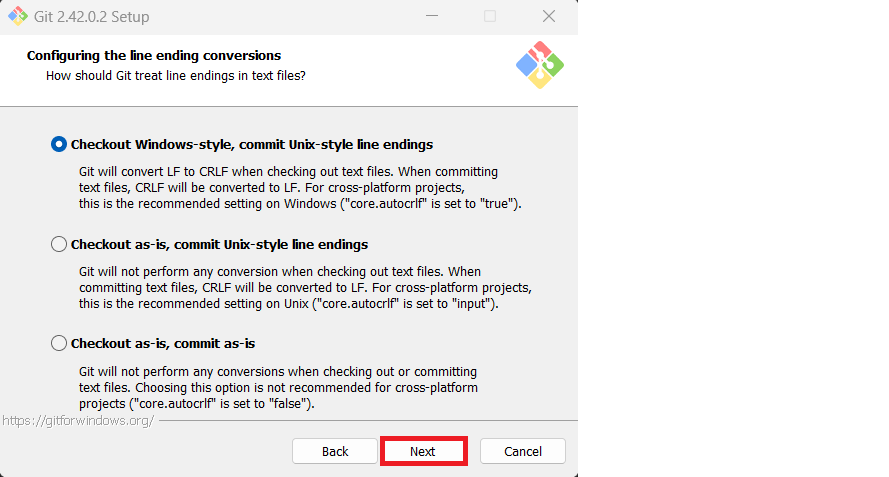 Git 2.42.0.2 Setup
Configuring the line ending conversions
How should Git treat line endings in text files?
Checkout Windows-style, commit Unix-style line endings
Git will convert LF to CRLF when checking out text files. When committing
text files, CRLF will be converted to LF. For cross-platform projects,
this is the recommended setting on Windows ("core.autocrlf" is set to "true").
Checkout as-is, commit Unix-style line endings
Git will not perform any conversion when checking out text files. When
committing text files, CRLF will be converted to LF. For cross-platform projects,
this is the recommended setting on Unix ("core.autocrlf" is set to "input").
Checkout as-is, commit as-is
Git will not perform any conversions when checking out or committing
text files. Choosing this option is not recommended for cross-platform
projects ("core.autocrlf" is set to "false").
https://gitforwindows.org/
Back Next Cancel